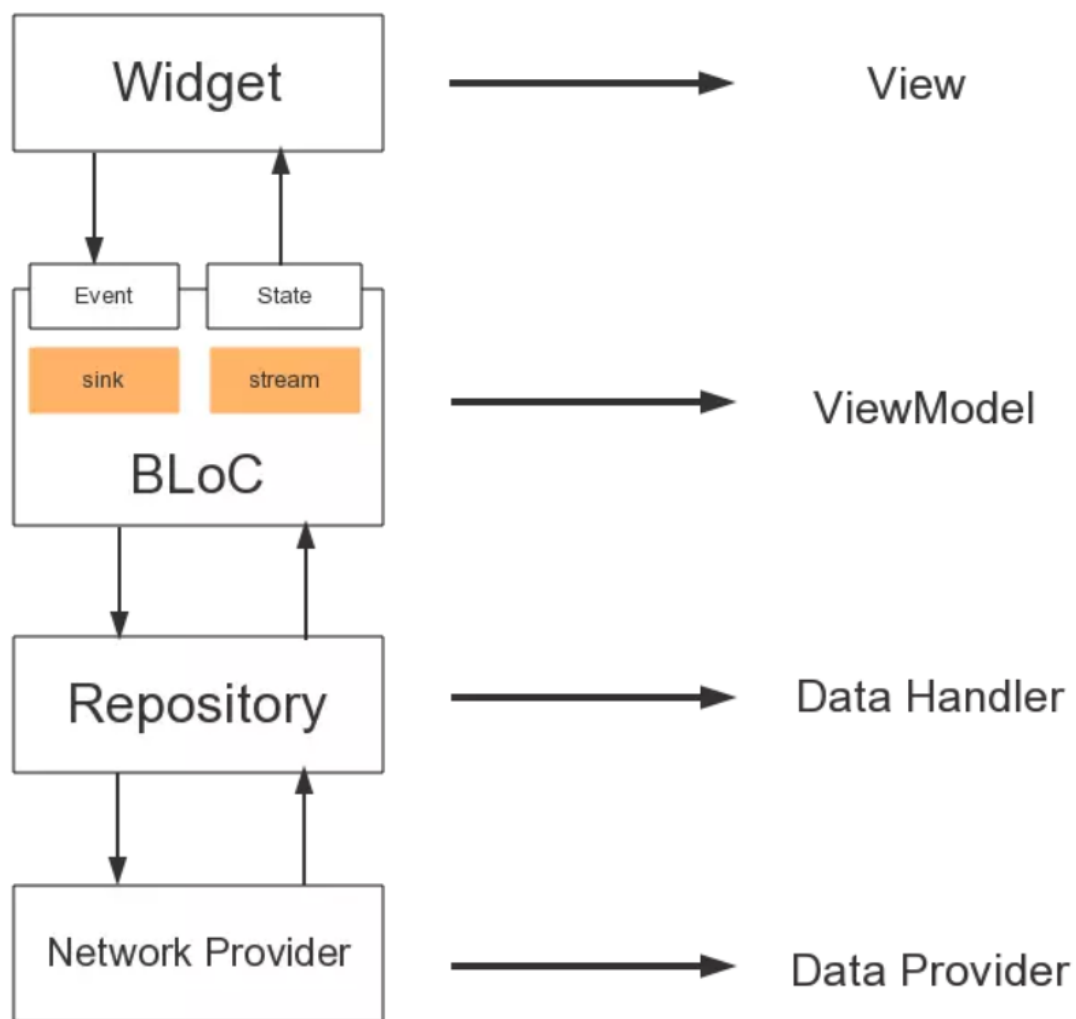 Widget
View
Event
State
sink
stream
BLoC
ViewModel
Repository
Data Handler
Network Provider
Data Provider